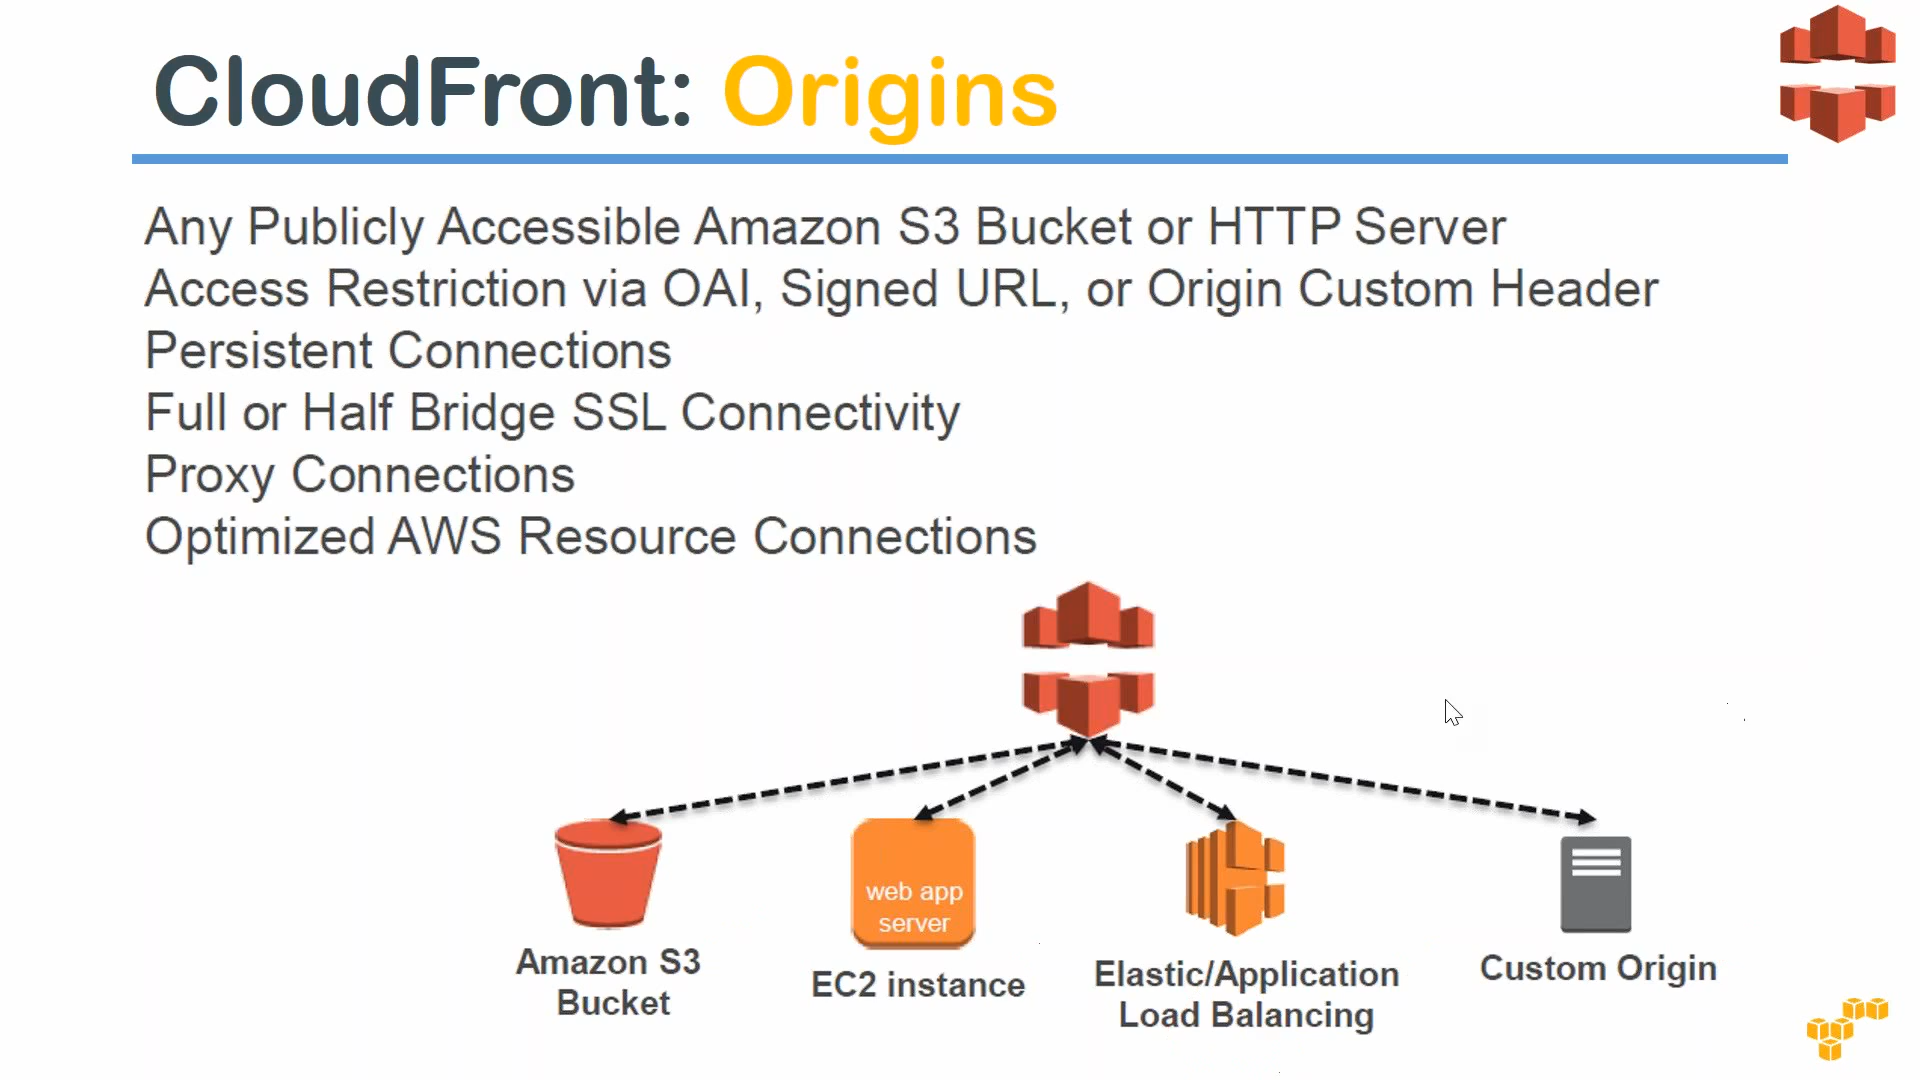 CloudFront: Origins
Any Publicly Accessible Amazon S3 Bucket or HTTP Server
Access Restriction via OAI, Signed URL, or Origin Custom Header
Persistent Connections
Full or Half Bridge SSL Connectivity
Proxy Connections
Optimized AWS Resource Connections
web app
server
Amazon S3
Bucket
EC2 instance
Elastic/Application
Load Balancing
Custom Origin